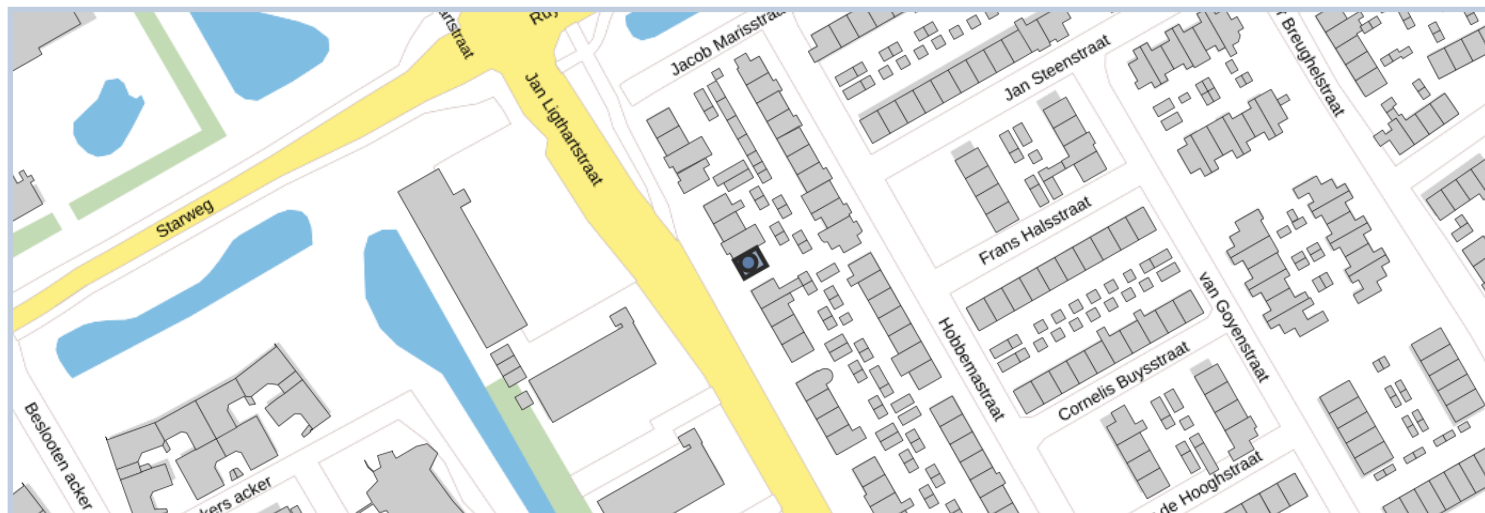 Jacob Marisstraat
Jan Steenstraat
Jan Ligthartstraat
Starweg
Frans Halsstraat
van Goyenstraat
Hobbemastraat
Cornelis Buysstraat
Breughelstraat
Beslooten acker
kers acker
de Hooghstraat